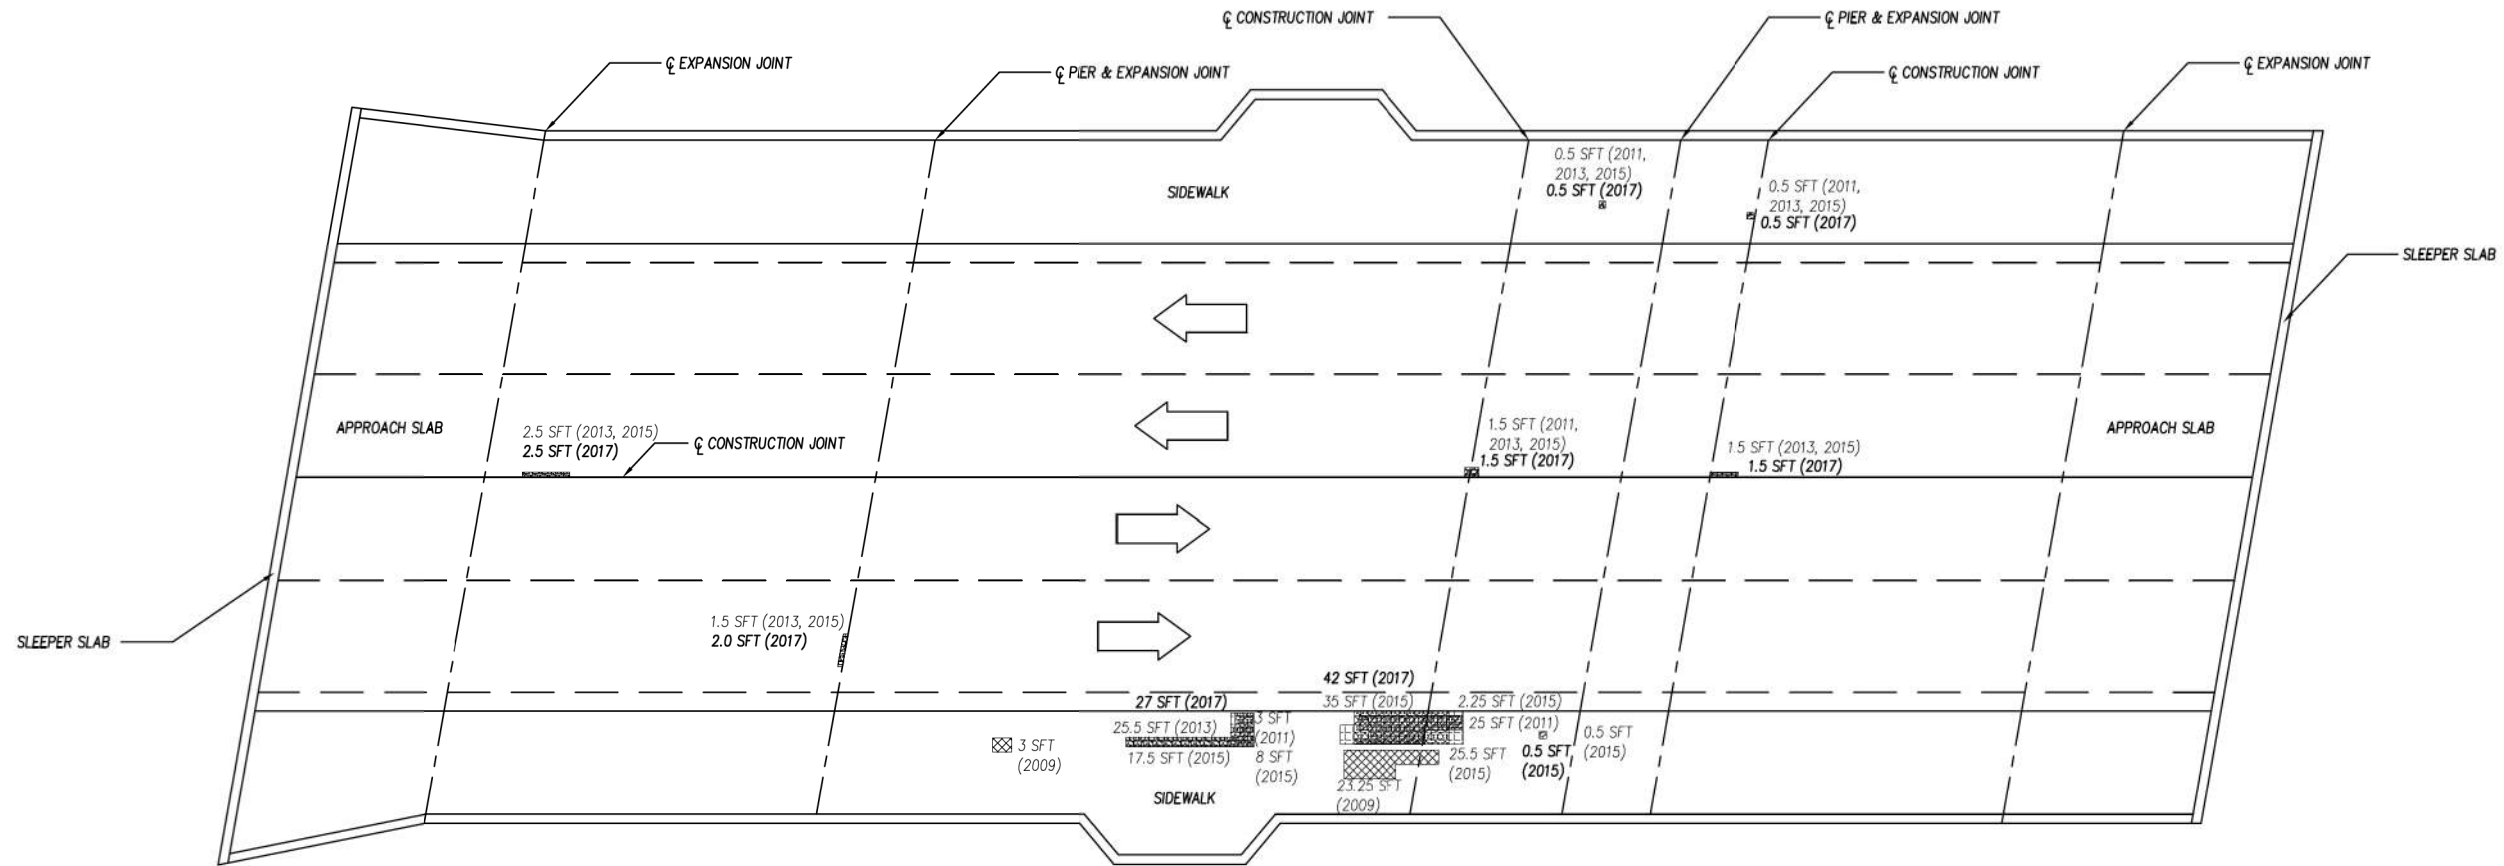 ℄ CONSTRUCTION JOINT
℄ PIER & EXPANSION JOINT
℄ EXPANSION JOINT
℄ PIER & EXPANSION JOINT
℄ CONSTRUCTION JOINT
℄ EXPANSION JOINT
0.5 SFT (2011,
2013, 2015)
0.5 SFT (2017)
SIDEWALK
0.5 SFT (2011,
2013, 2015)
0.5 SFT (2017)
SLEEPER SLAB
APPROACH SLAB
2.5 SFT (2013, 2015)
2.5 SFT (2017)
℄ CONSTRUCTION JOINT
1.5 SFT (2011,
2013, 2015)
1.5 SFT (2017)
1.5 SFT (2013, 2015)
1.5 SFT (2017)
APPROACH SLAB
SLEEPER SLAB
1.5 SFT (2013, 2015)
2.0 SFT (2017)
42 SFT (2017)
27 SFT (2017)
35 SFT (2015)
2.25 SFT (2015)
25.5 SFT (2013)
3 SFT
(2011)
25 SFT (2011)
3 SFT
(2009)
17.5 SFT (2015)
8 SFT
(2015)
25.5 SFT
(2015)
0.5 SFT
(2015)
0.5 SFT
(2015)
23.25 SFT
(2009)
SIDEWALK